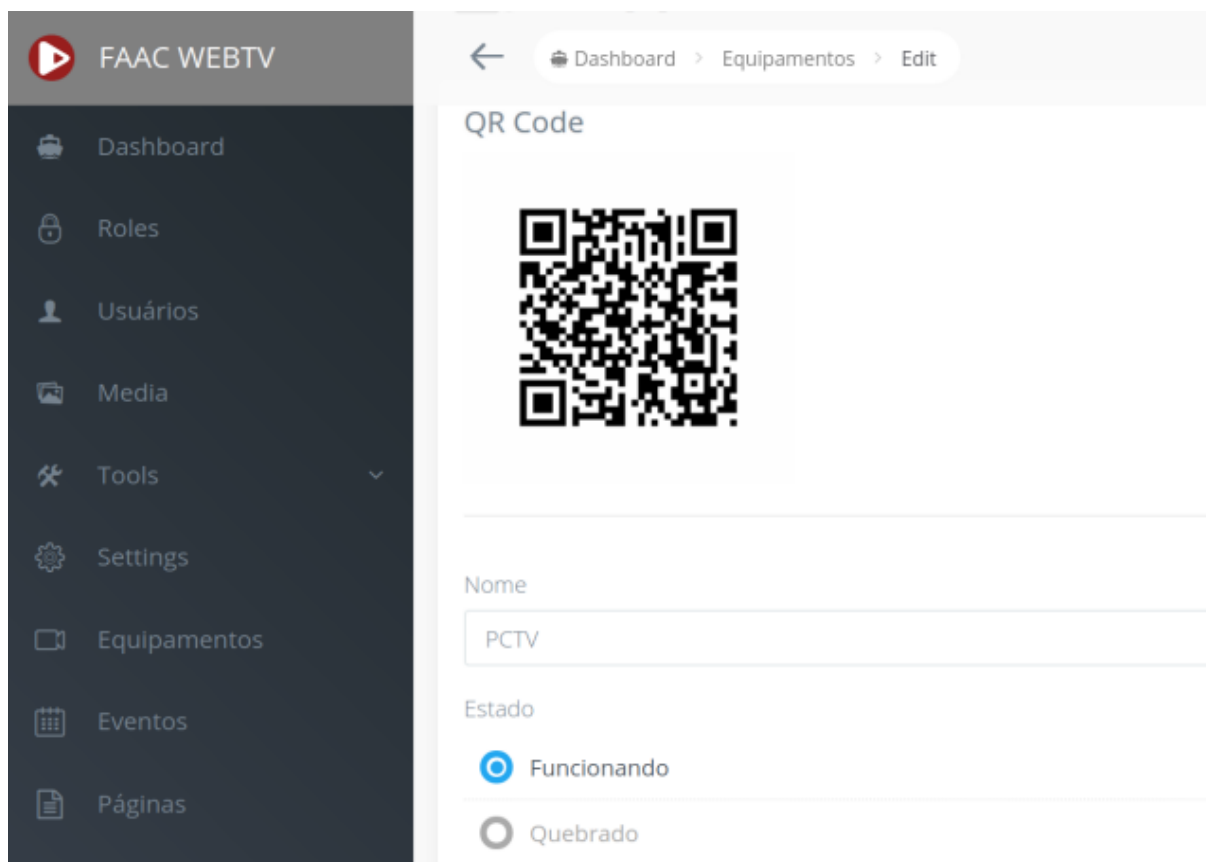 FAAC WEBTV
Dashboard
Roles
Usuários
Media
Tools
Settings
Equipamentos
Eventos
Páginas
Dashboard > Equipamentos > Edit
QR Code
Nome
PCTV
Estado
Funcionando
Quebrado